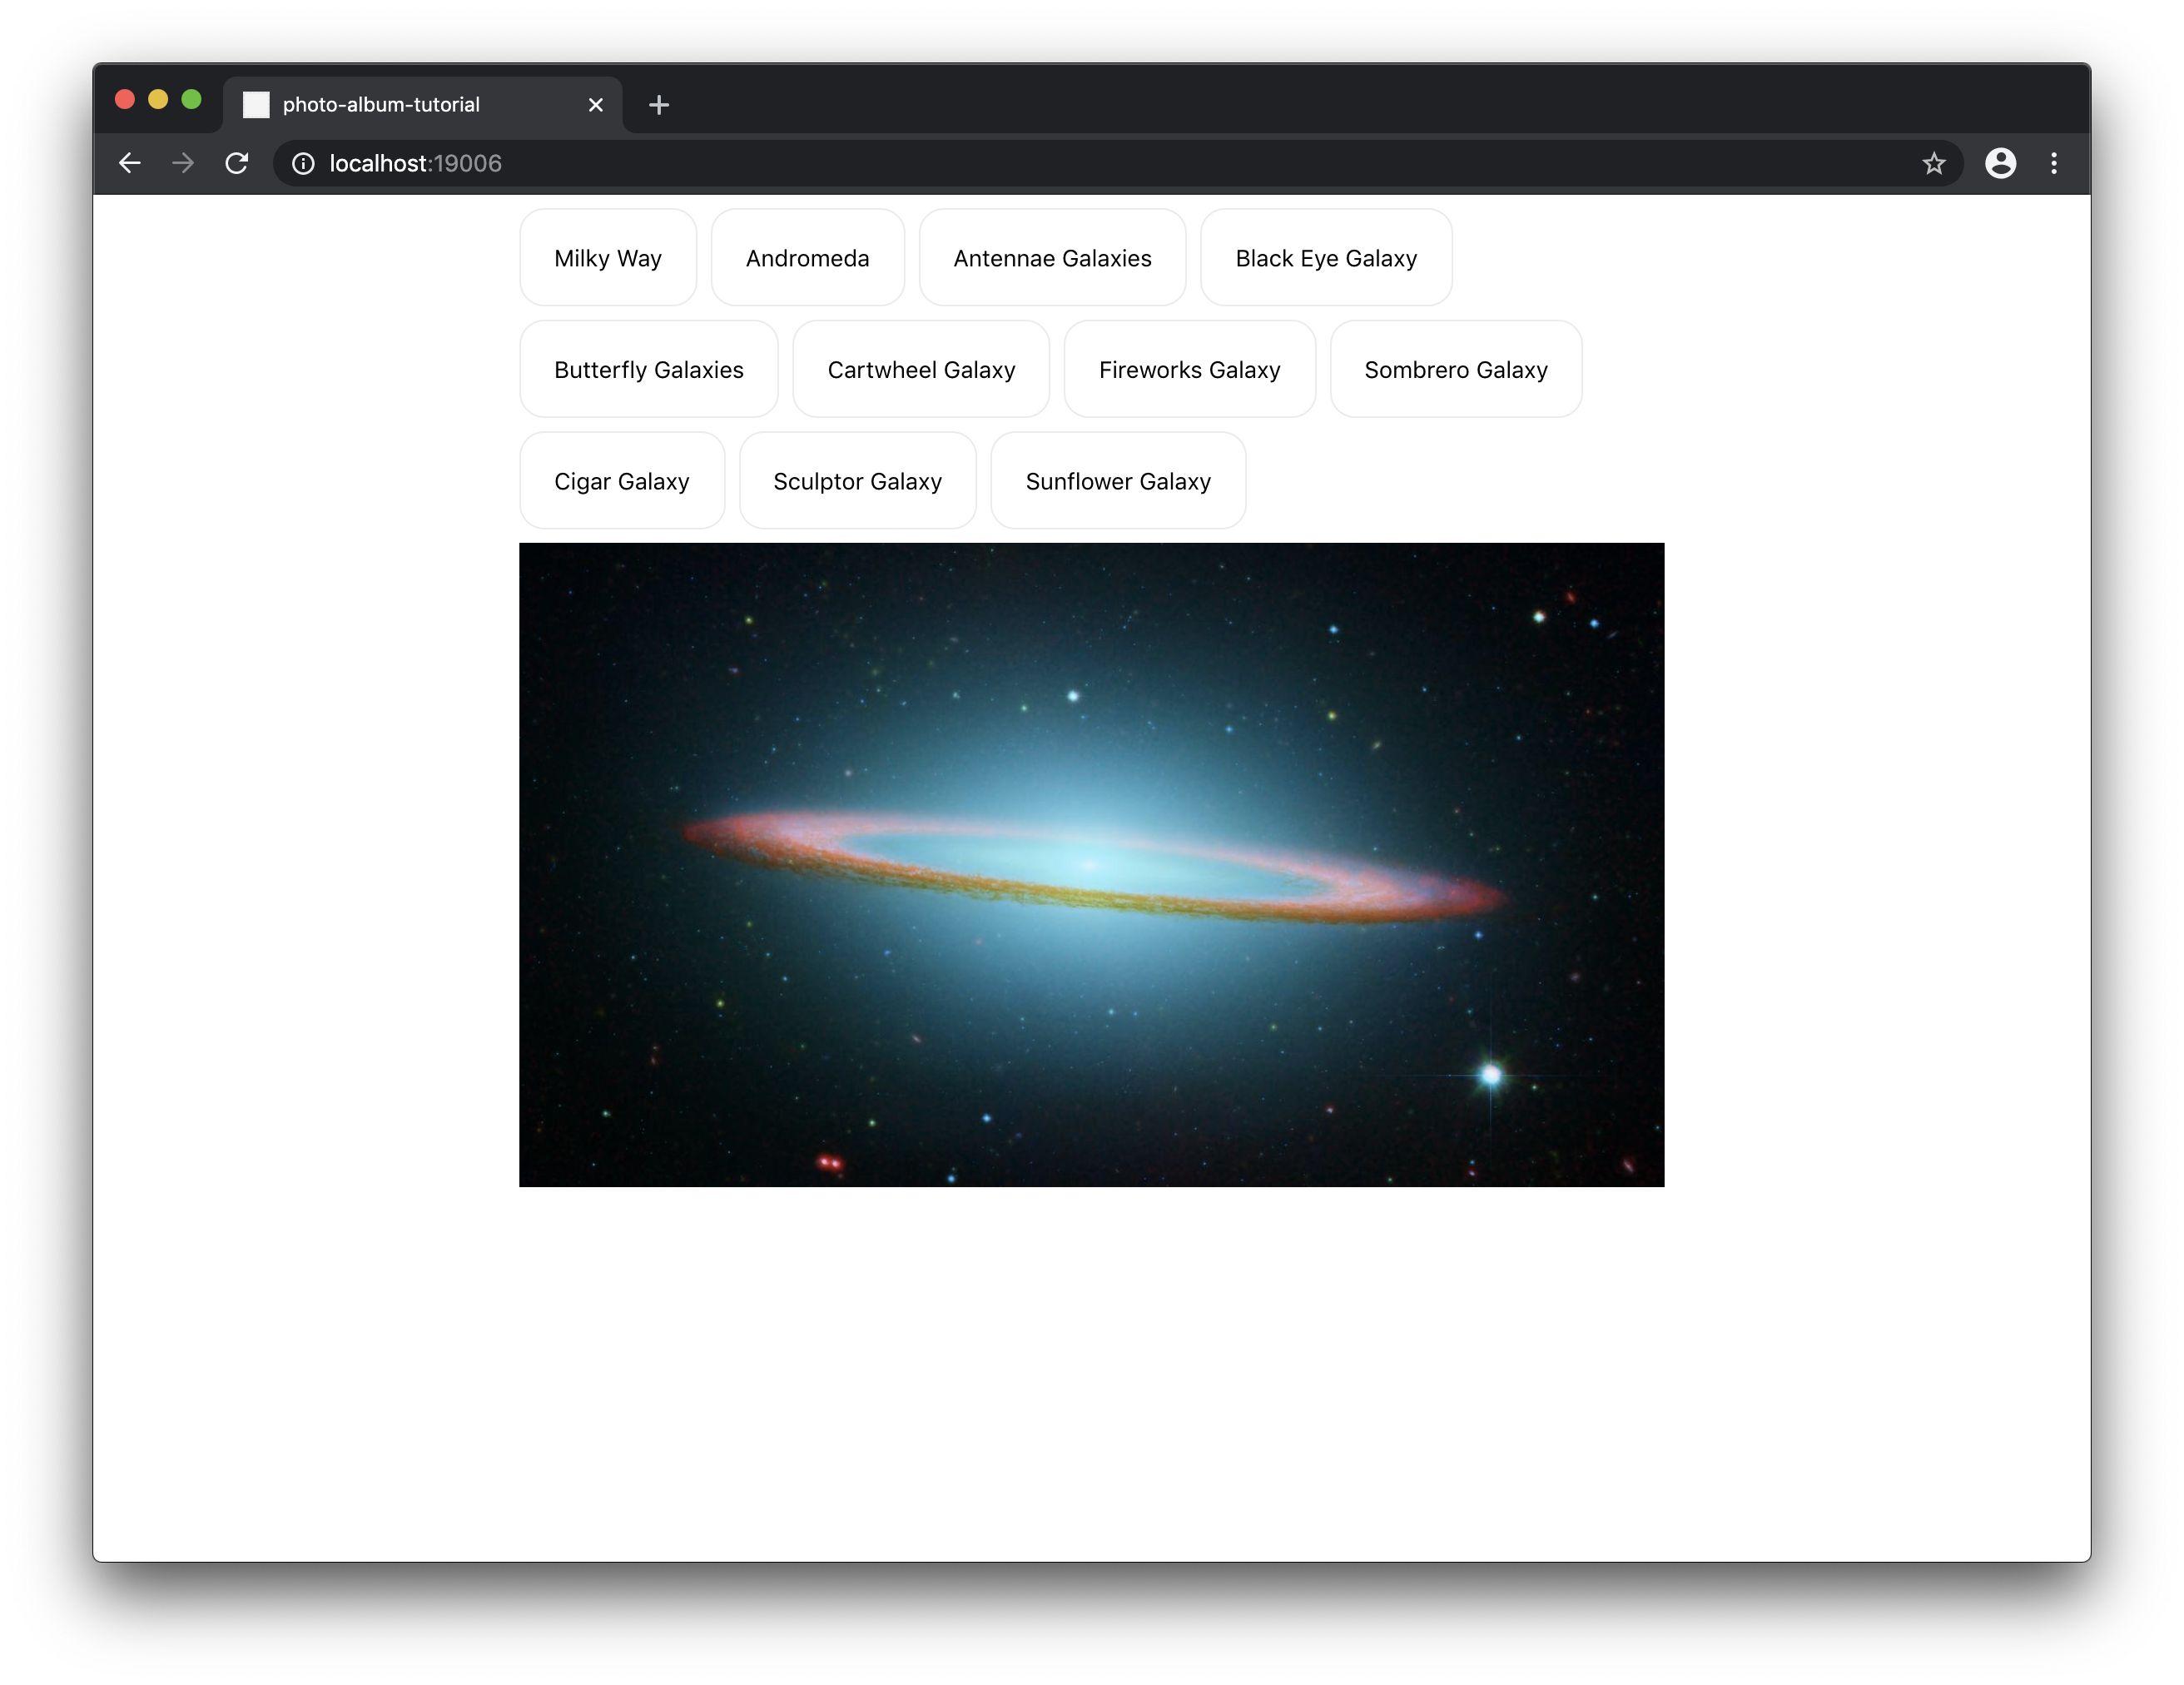 photo-album-tutorial
localhost:19006
Milky Way Andromeda Antennae Galaxies Black Eye Galaxy
Butterfly Galaxies Cartwheel Galaxy Fireworks Galaxy Sombrero Galaxy
Cigar Galaxy Sculptor Galaxy Sunflower Galaxy